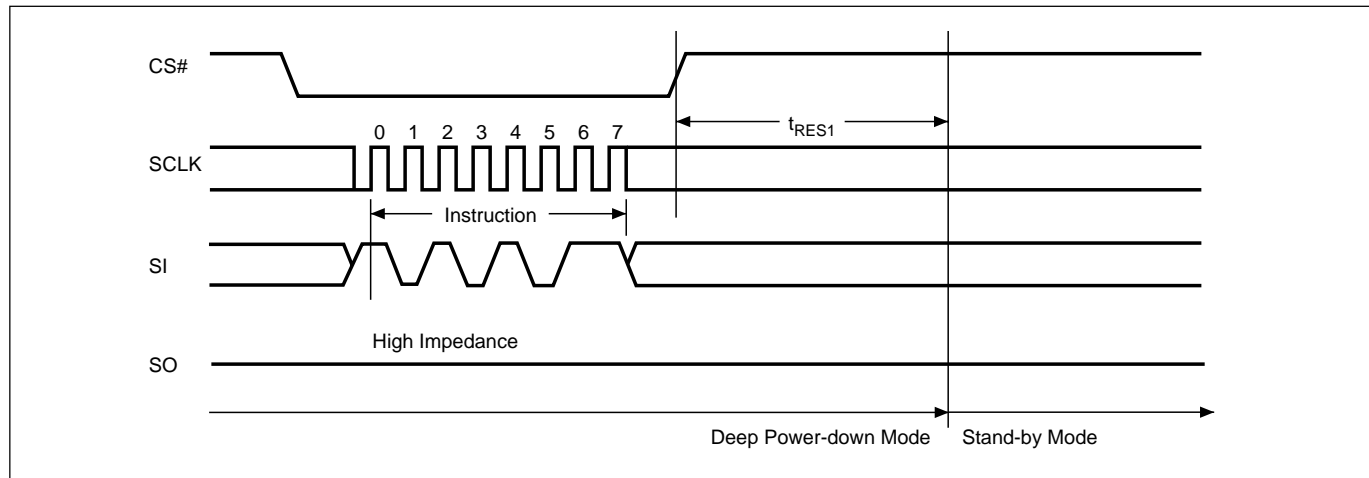 CS#
tRES1
0 1 2 3 4 5 6 7
SCLK
Instruction
SI
High Impedance
SO
Deep Power-down Mode Stand-by Mode